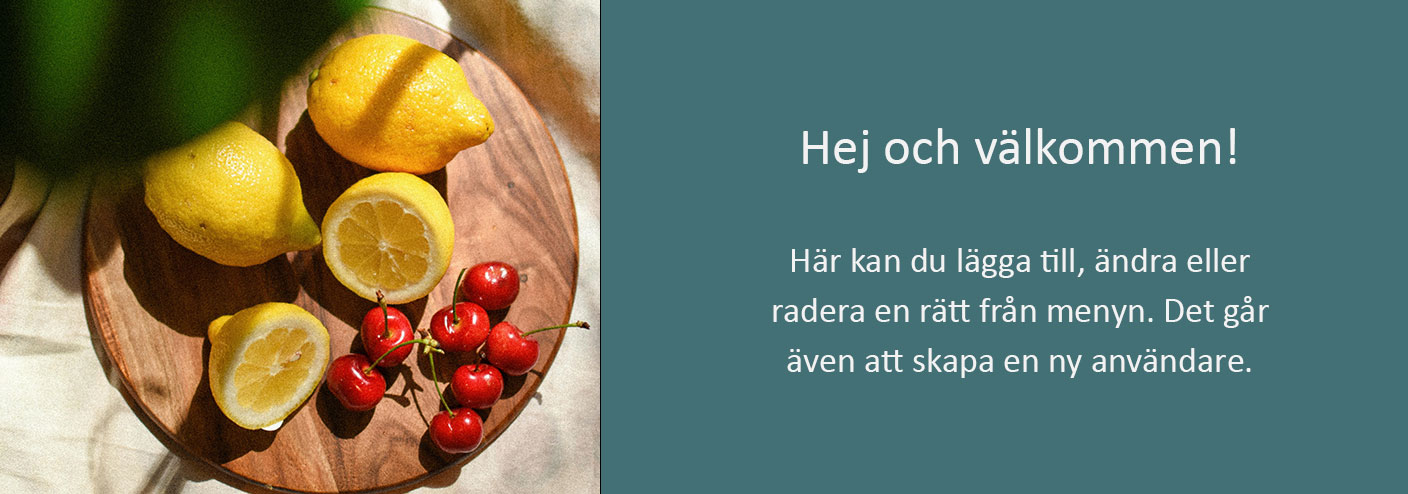 Hej och välkommen!
Här kan du lägga till, ändra eller
radera en rätt från menyn. Det går
även att skapa en ny användare.